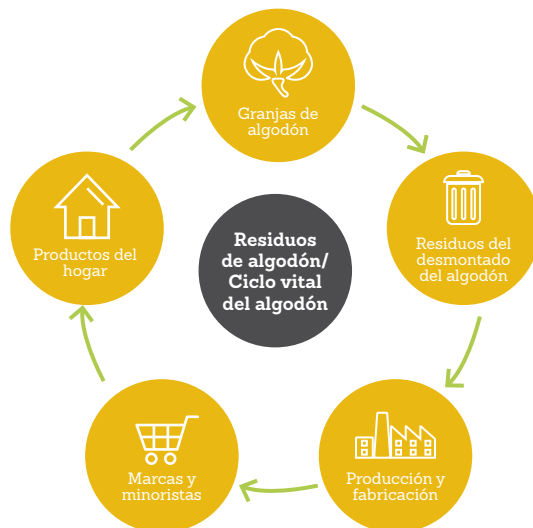 Granjas de
algodón
Residuos del
desmontado
del algodón
Producción y
fabricación
Marcas y
minoristas
Productos del
hogar
Residuos
de algodón/
Ciclo vital
del algodón